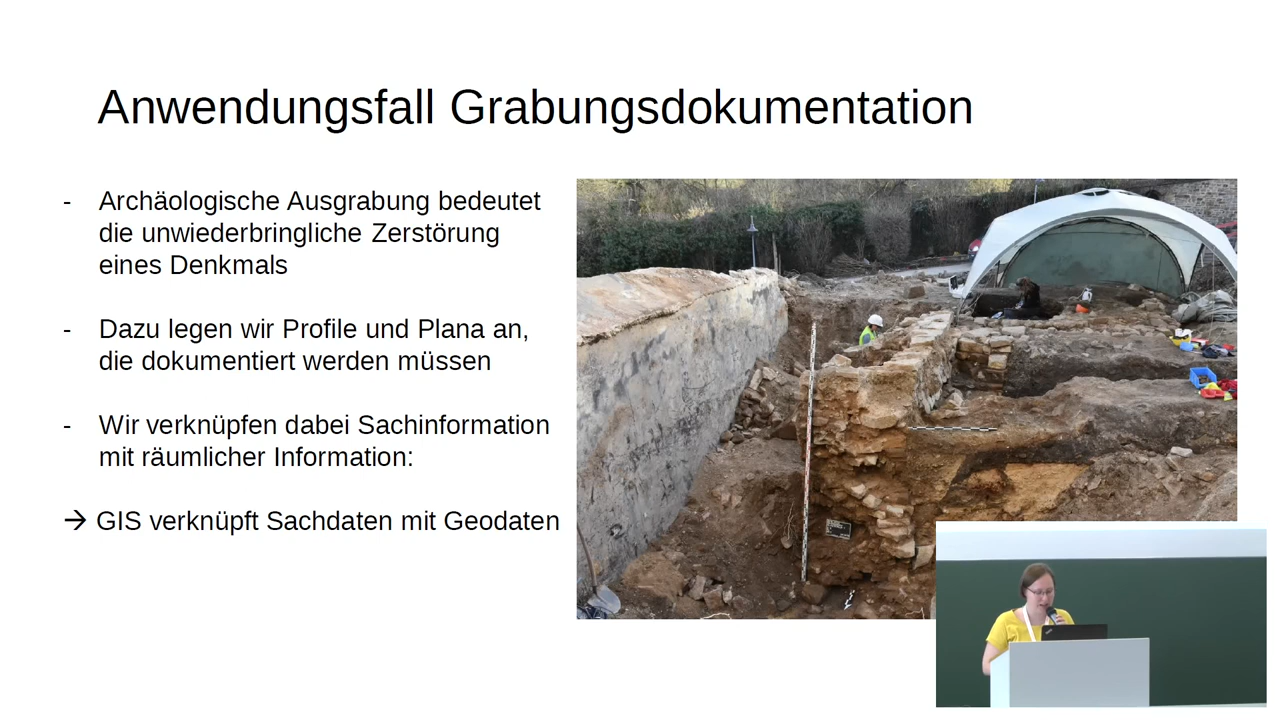 Anwendungsfall Grabungsdokumentation
- Archäologische Ausgrabung bedeutet
die unwiederbringliche Zerstörung
eines Denkmals
- Dazu legen wir Profile und Plana an,
die dokumentiert werden müssen
- Wir verknüpfen dabei Sachinformation
mit räumlicher Information:
→ GIS verknüpft Sachdaten mit Geodaten